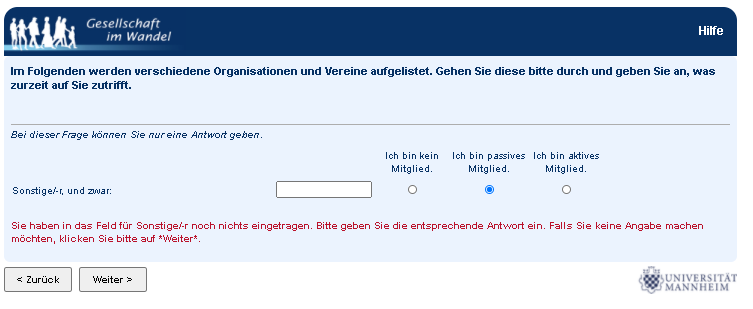 Gesellschaft
im Wandel
Hilfe
Im Folgenden werden verschiedene Organisationen und Vereine aufgelistet. Gehen Sie diese bitte durch und geben Sie an, was
zurzeit auf Sie zutrifft.
Bei dieser Frage können Sie nur eine Antwort geben.
Ich bin kein Mitglied.
Ich bin passives Mitglied.
Ich bin aktives Mitglied.
Sonstige/-r, und zwar:
Sie haben in das Feld für Sonstige/-r noch nichts eingetragen. Bitte geben Sie die entsprechende Antwort ein. Falls Sie keine Angabe machen
möchten, klicken Sie bitte auf *Weiter*.
< Zurück
Weiter >
UNIVERSITÄT
MANNHEIM